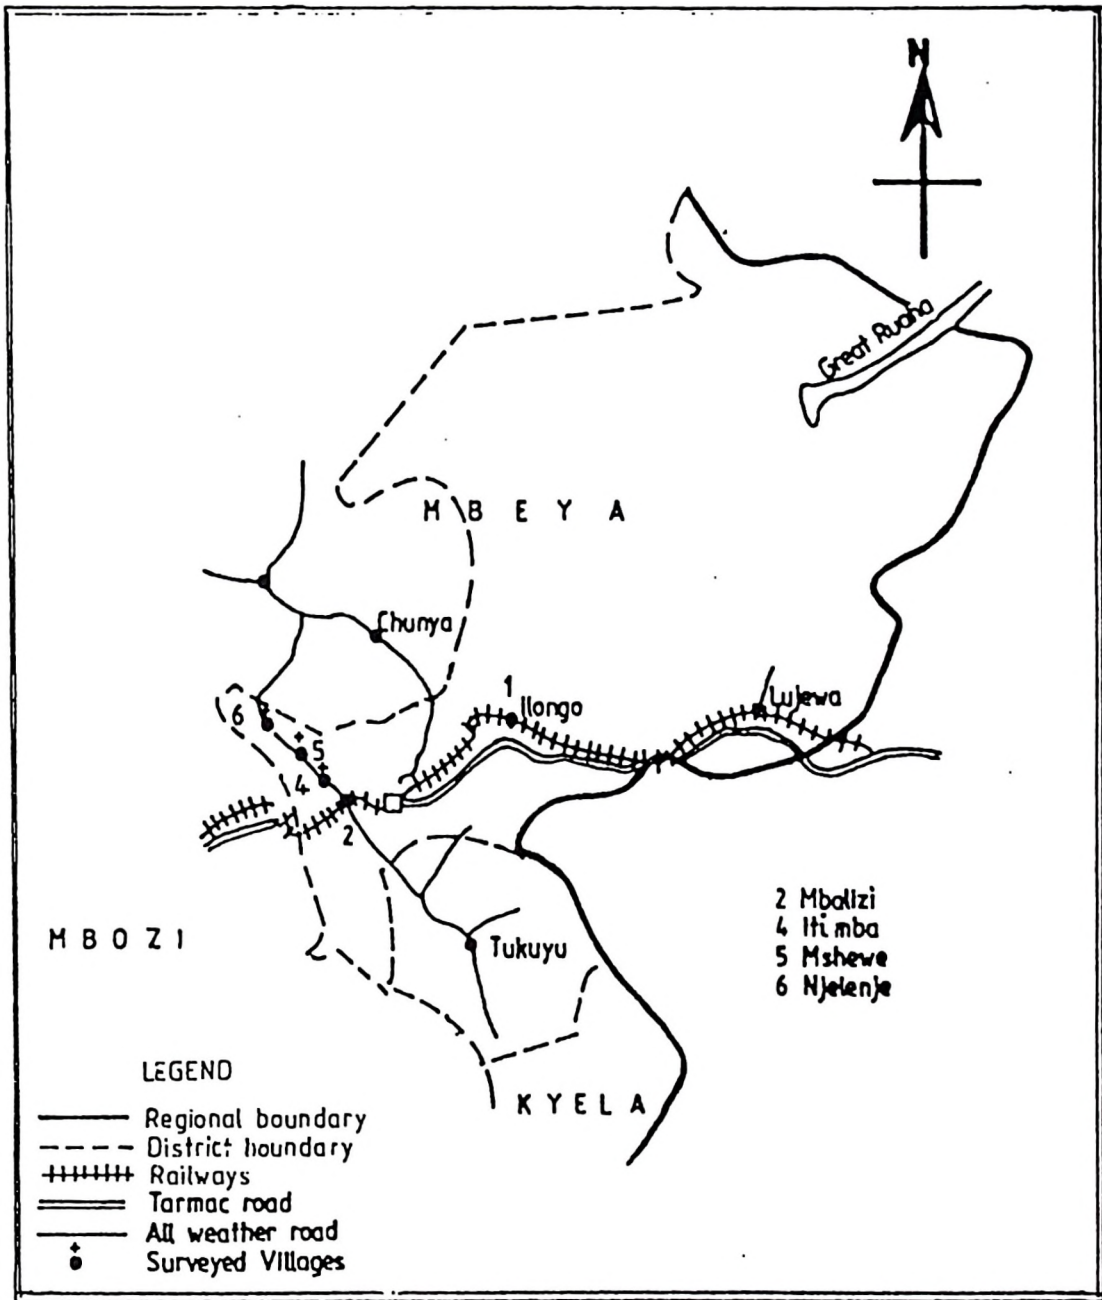 N
Great Ruaha
M B E Y A
Chunya
1
Ilongo
Lujewa
6
5
4
2
2 Mbalizi
4 Itimba
5 Mshewe
6 Njelenje
M B O Z I
Tukuyu
K Y E L A
LEGEND
Regional boundary
District boundary
Railways
Tarmac road
All weather road
Surveyed Villages